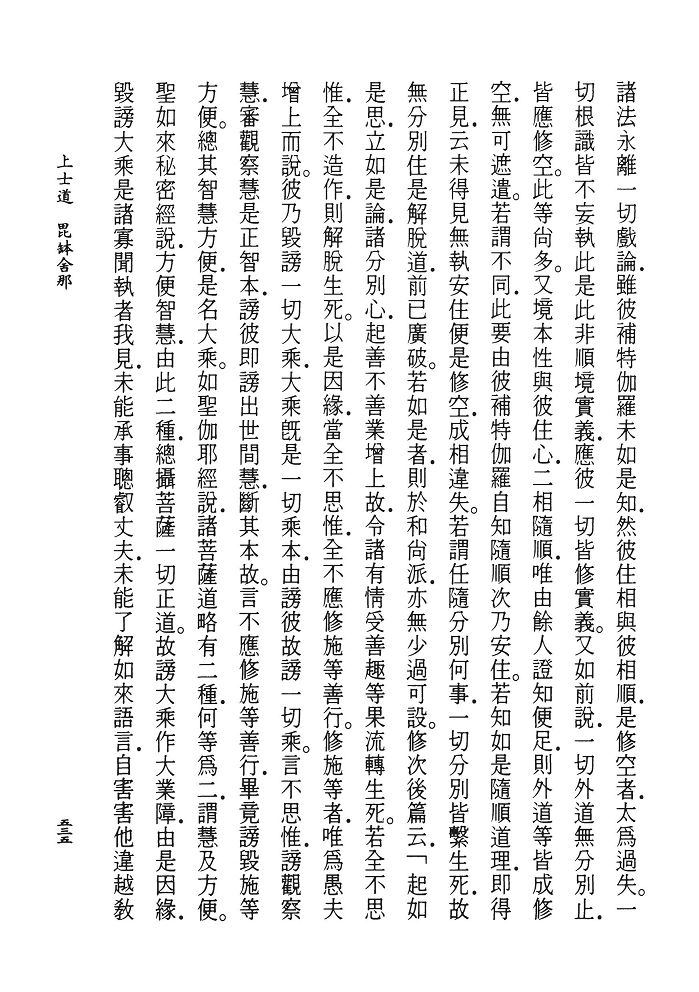 諸法永離一切戲論．雖彼補特伽羅未如是知．然彼住相與彼相順．是修空者．太爲過失。一
切根識皆不妄執此是此非順境實義．應彼一切皆修實義。又如前說．一切外道無分別止．
皆應修空。此等尙多。又境本性與彼住心．二相隨順．唯由餘人證知便足．則外道等皆成修
空．無可遮遣。若謂不同．此要由彼補特伽羅自知隨順次乃安住。若知如是隨順道理．即得
正見．云未得見無執安住便是修空．成相違失。若謂任隨分別何事．一切分別皆繫生死．故
無分別住是解脫道．前已廣破。若如是者．則於和尙派．亦無少過可設。修次後篇云．「起如
是思．立如是論．諸分別心．起善不善業增上故．令諸有情受善趣等果流轉生死。若全不思
惟．全不造作．則解脫生死。以是因緣．當全不思惟．全不應修施等善行。修施等者．唯爲愚夫
增上而說。彼乃毀謗一切大乘．大乘旣是一切乘本．由謗彼故謗一切乘。言不思惟．謗觀察
慧．審觀察慧是正智本．謗彼即謗出世間慧．斷其本故。言不應修施等善行．畢竟謗毀施等
方便。總其智慧方便．是名大乘。如聖伽耶經說．諸菩薩道略有二種．何等爲二．謂慧及方便。
聖如來秘密經說．方便智慧．由此二種．總攝菩薩一切正道。故謗大乘作大業障．由是因緣．
毀謗大乘是諸寡聞執著我見．未能承事聰叡丈夫．未能了解如來語言．自害害他違越敎
上士道 毘缽舍那
五三五